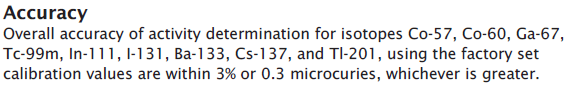 Accuracy
Overall accuracy of activity determination for isotopes Co-57, Co-60, Ga-67,
Tc-99m, In-111, I-131, Ba-133, Cs-137, and Tl-201, using the factory set
calibration values are within 3% or 0.3 microcuries, whichever is greater.